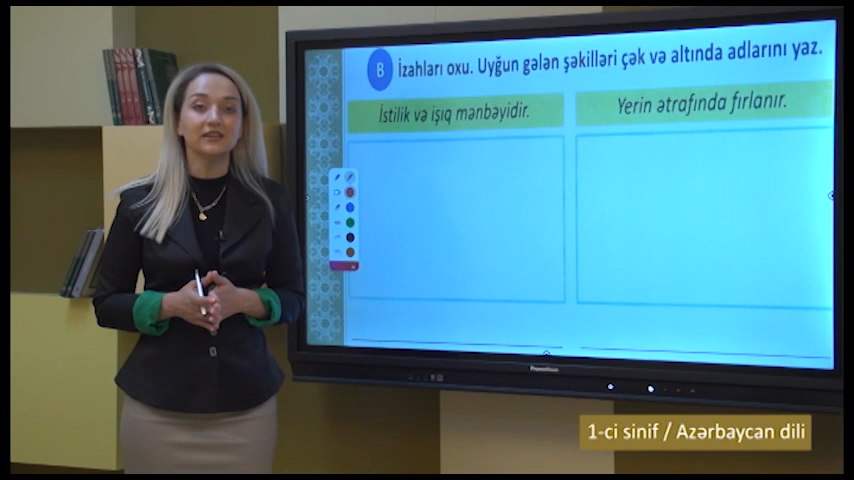 B İzahları oxu. Uyğun gələn şəkilləri çək və altında adlarını yaz.
İstilik və işıq mənbəyidir.
Yerin ətrafında fırlanır.
Promethean
1-ci sinif / Azərbaycan dili